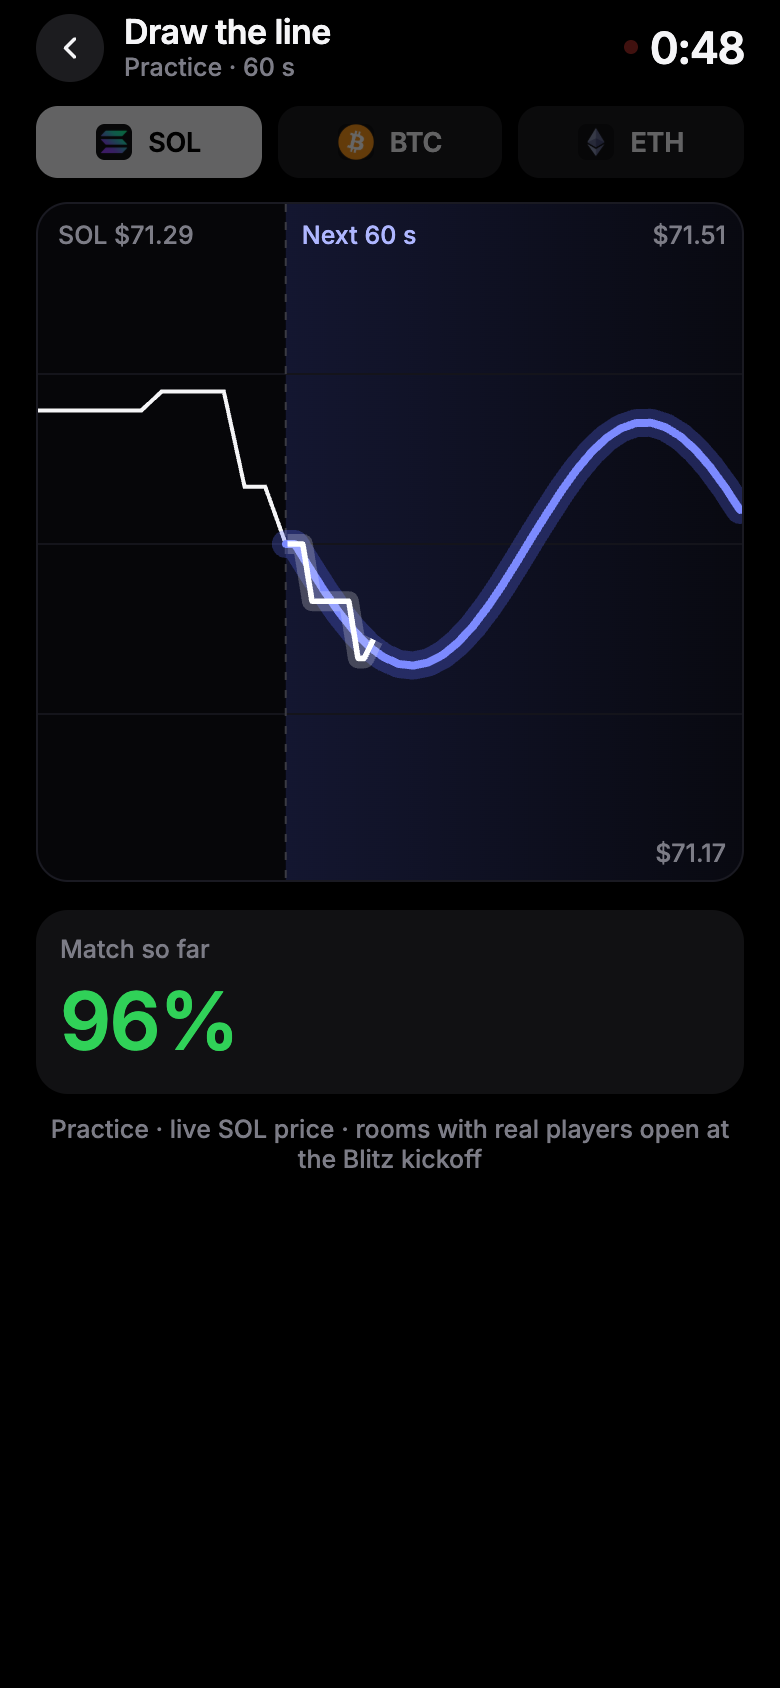 Draw the line
Practice · 60 s
0:48
SOL
BTC
ETH
SOL $71.29
Next 60 s
$71.51
$71.17
Match so far
96%
Practice · live SOL price · rooms with real players open at
the Blitz kickoff